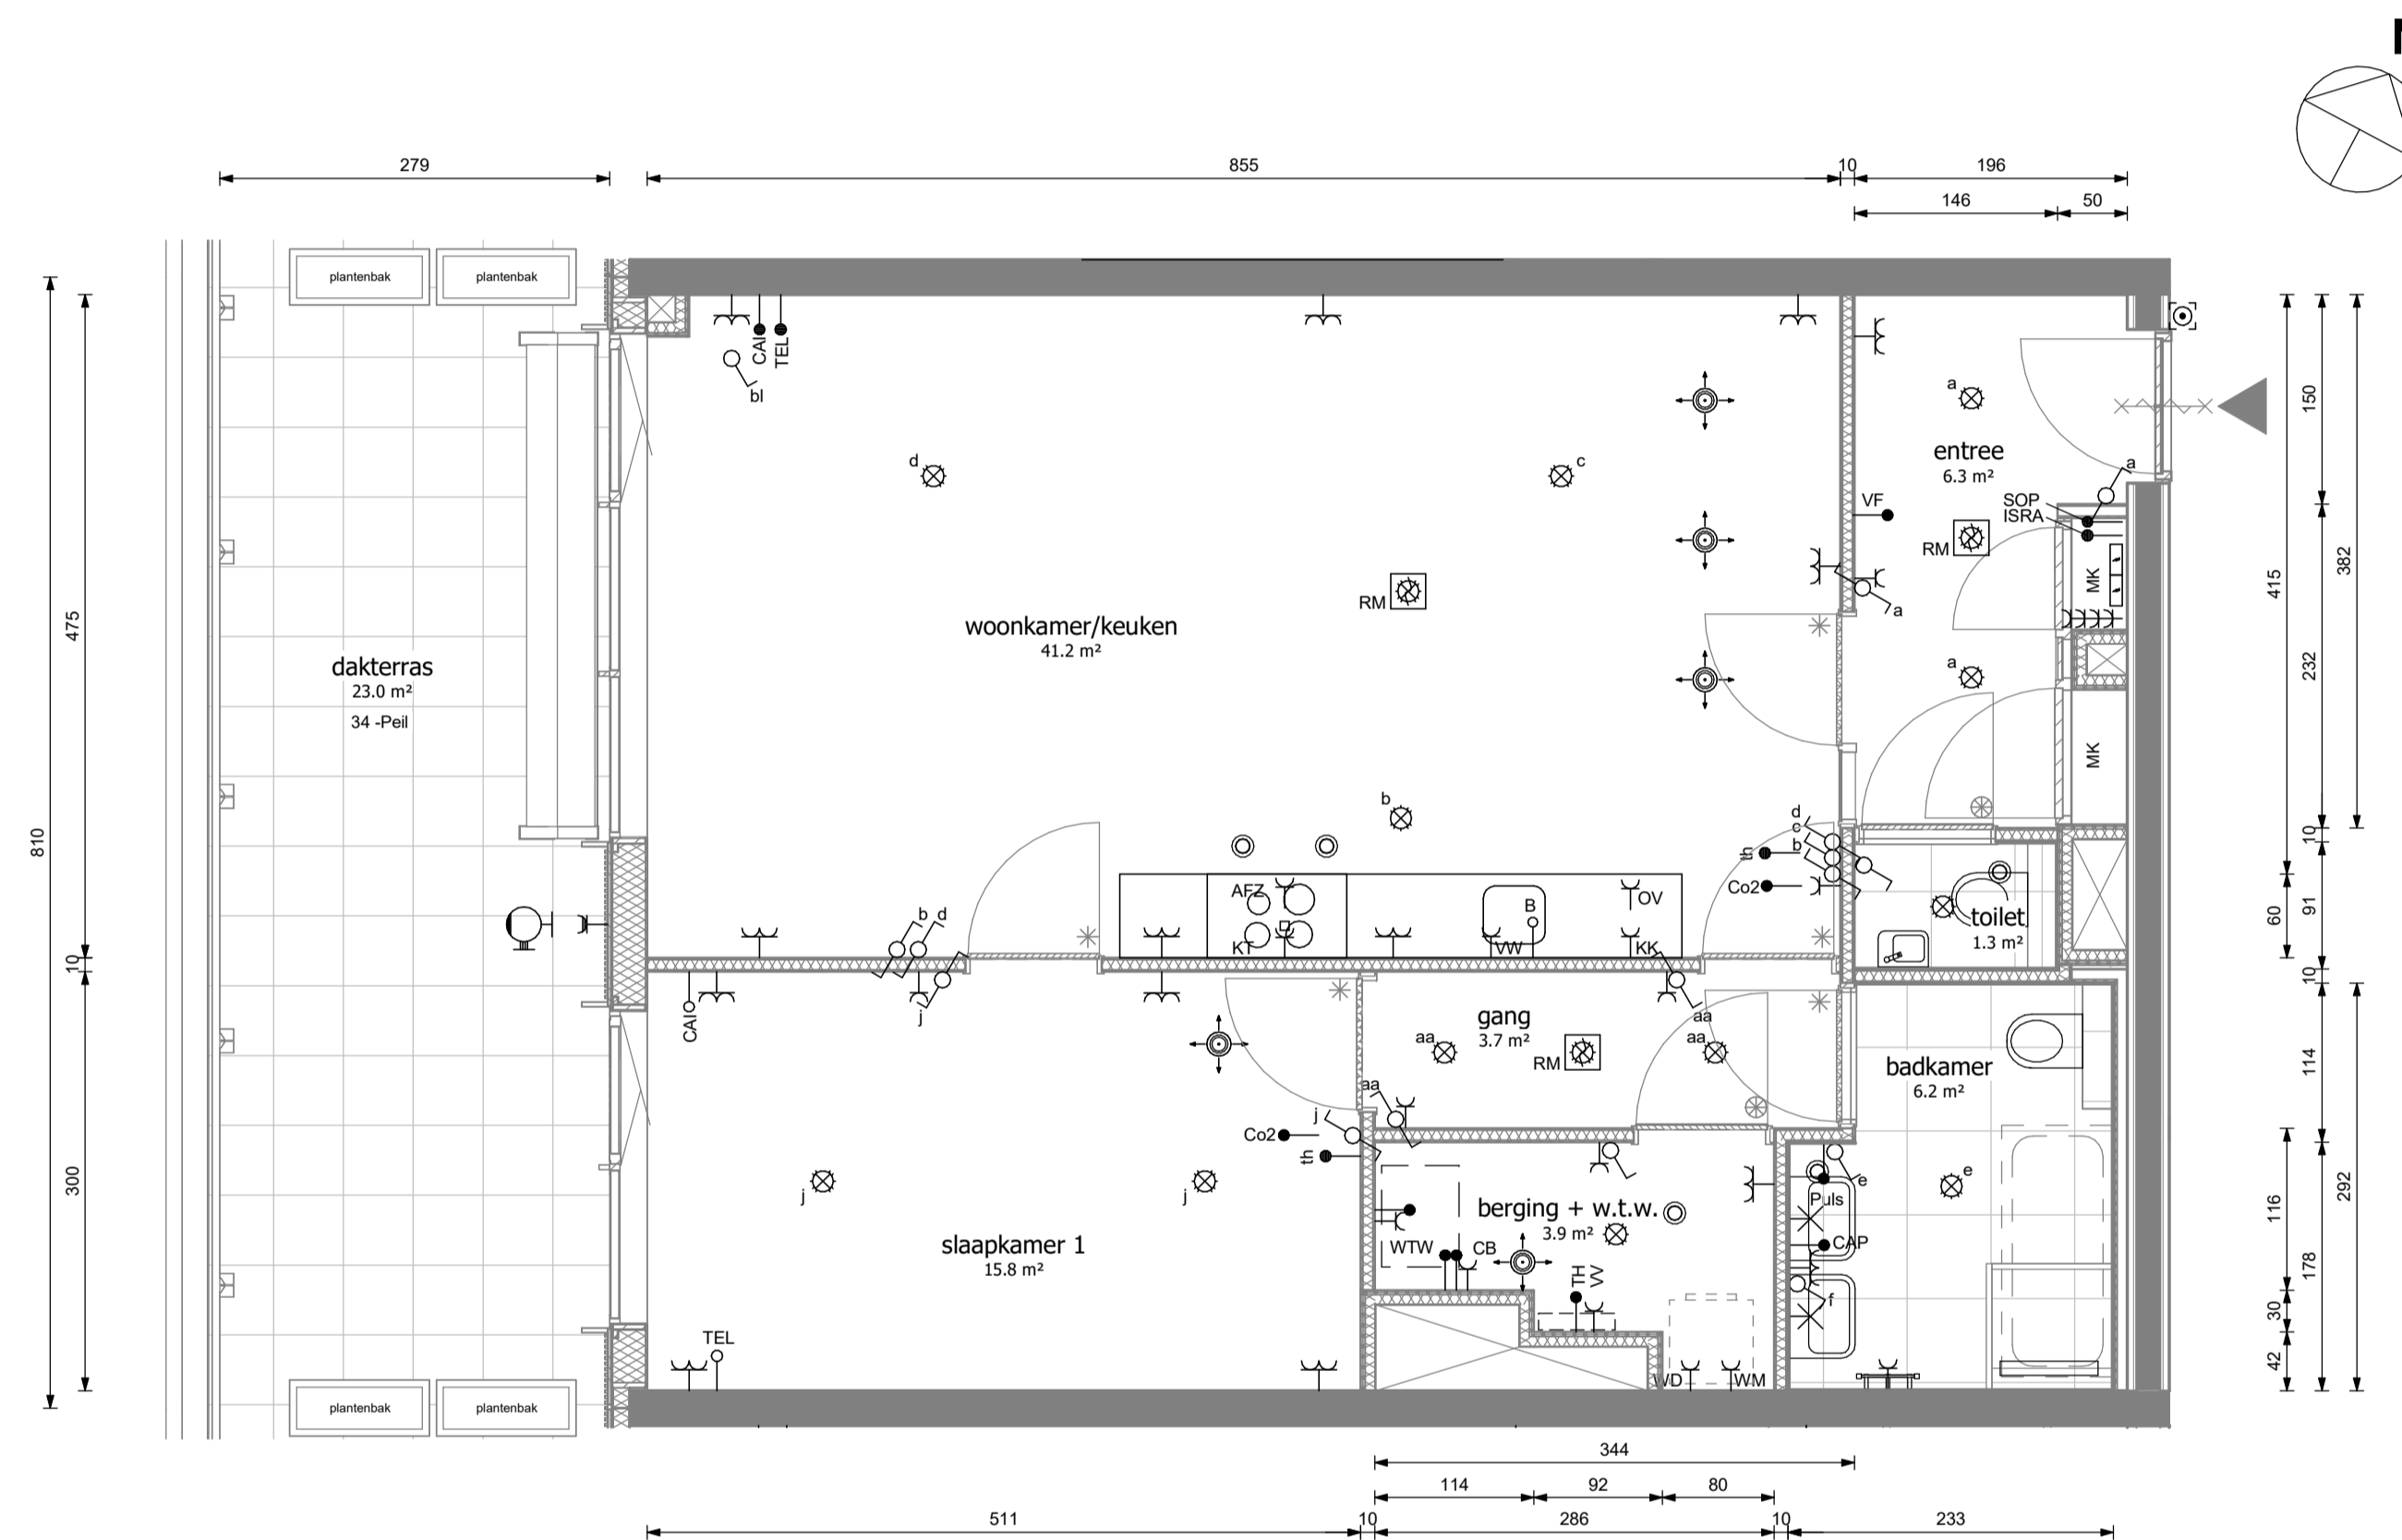 279
855
10
196
146
50
plantenbak
plantenbak
CAI
TEL
bl
a
d
c
a
entree
6.3 m²
VF
SOP
ISRA
RM
MK
RM
a
woonkamer/keuken
41.2 m²
dakterras
23.0 m²
34 -Peil
a
MK
b
d
c
b
th
Co2
AFZ
OV
B
KT
VW
KK
toilet
1.3 m²
b d
j
CAI
gang
3.7 m²
aa
aa
aa
RM
badkamer
6.2 m²
aa
j
Co2
th
j
j
e
e
Puls
berging + w.t.w.
3.9 m²
WTW
CB
CAP
TH
VV
f
slaapkamer 1
15.8 m²
TEL
WD
WM
plantenbak
plantenbak
810
475
10
300
415
60
116
30
42
150
232
10
91
10
114
178
382
292
344
114
92
80
511
10
286
10
233